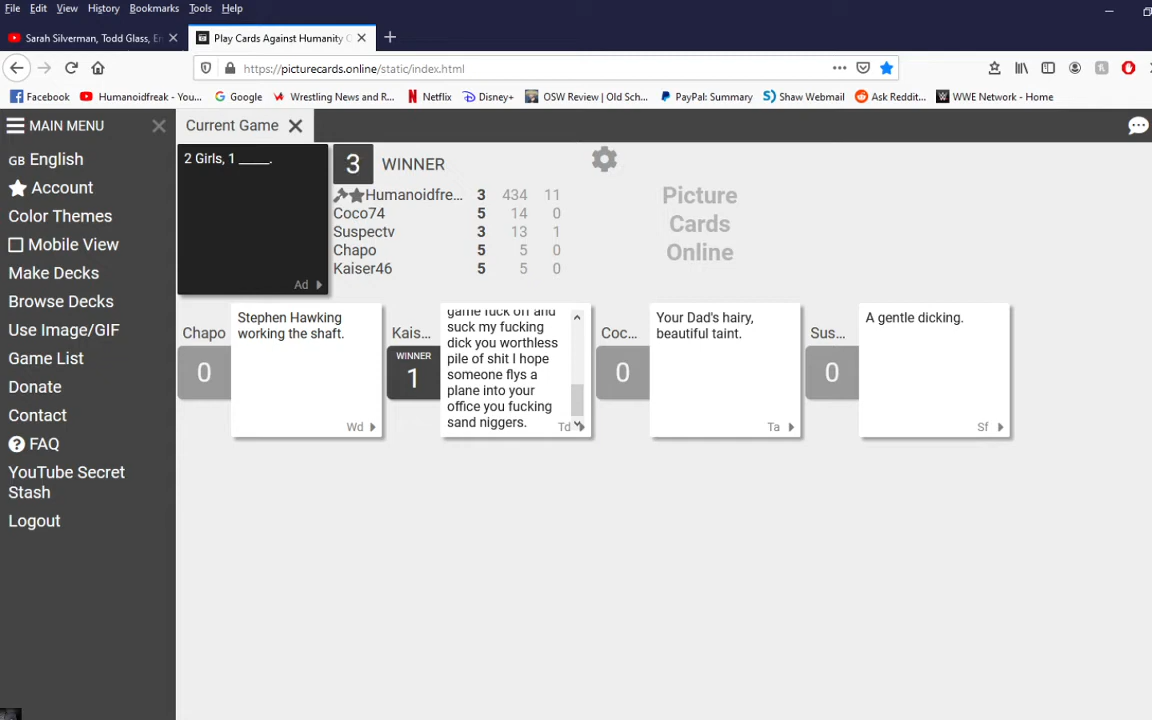 File Edit View History Bookmarks Tools Help
Sarah Silverman, Todd Glass, Er
Play Cards Against Humanity O
https://picturecards.online/static/index.html
Facebook Humanoidfreak - You... Google Wrestling News and R... Netflix Disney+ OSW Review | Old Sch... PayPal: Summary Shaw Webmail Ask Reddit... WWE Network - Home
MAIN MENU
Current Game
GB English
Account
Color Themes
Mobile View
Make Decks
Browse Decks
Use Image/GIF
Game List
Donate
Contact
FAQ
YouTube Secret
Stash
Logout
2 Girls, 1 _____.
Ad
3 WINNER
Humanoidfre... 3 434 11
Coco74 5 14 0
Suspectv 3 13 1
Chapo 5 5 0
Kaiser46 5 5 0
Picture
Cards
Online
Chapo
0
Stephen Hawking
working the shaft.
Wd
Kais...
WINNER
1
game fuck off and
suck my fucking
dick you worthless
pile of shit I hope
someone flys a
plane into your
office you fucking
sand niggers.
Td
Coc...
0
Your Dad's hairy,
beautiful taint.
Ta
Sus...
0
A gentle dicking.
Sf